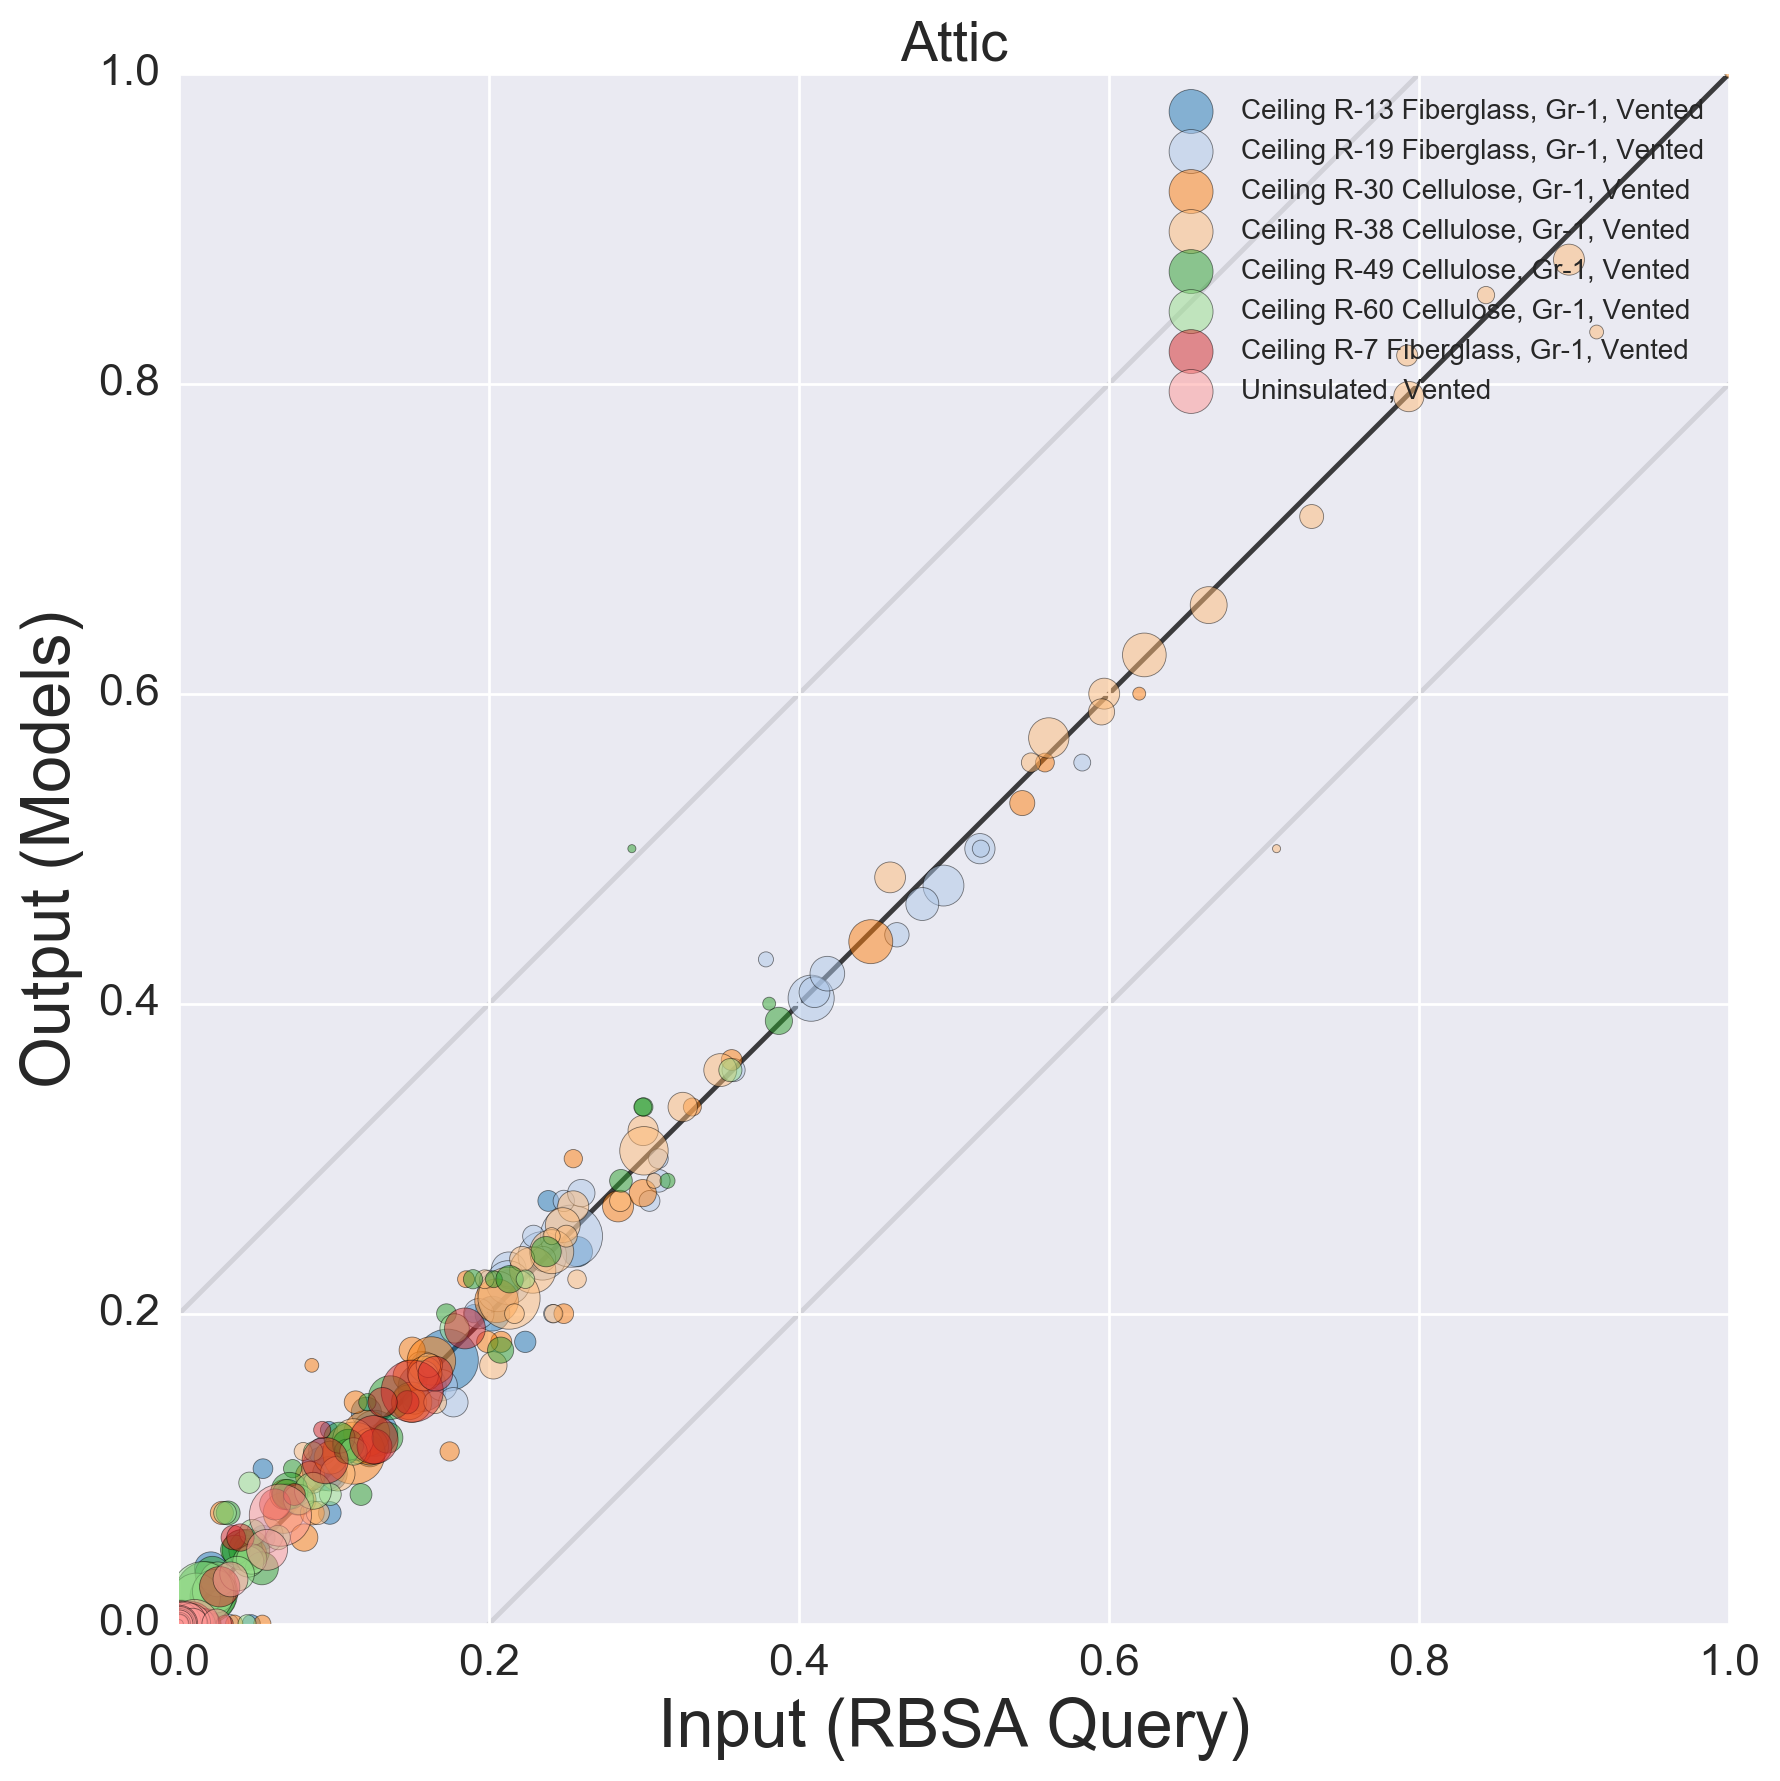 Attic
1.0
0.8
0.6
0.4
0.2
0.0
Output (Models)
Ceiling R-13 Fiberglass, Gr-1, Vented
Ceiling R-19 Fiberglass, Gr-1, Vented
Ceiling R-30 Cellulose, Gr-1, Vented
Ceiling R-38 Cellulose, Gr-1, Vented
Ceiling R-49 Cellulose, Gr-1, Vented
Ceiling R-60 Cellulose, Gr-1, Vented
Ceiling R-7 Fiberglass, Gr-1, Vented
Uninsulated, Vented
0.0 0.2 0.4 0.6 0.8 1.0
Input (RBSA Query)